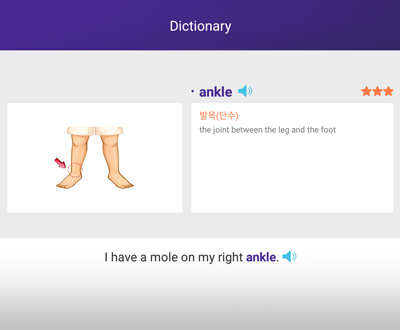 Dictionary
· ankle
발목(단수)
the joint between the leg and the foot
I have a mole on my right ankle.